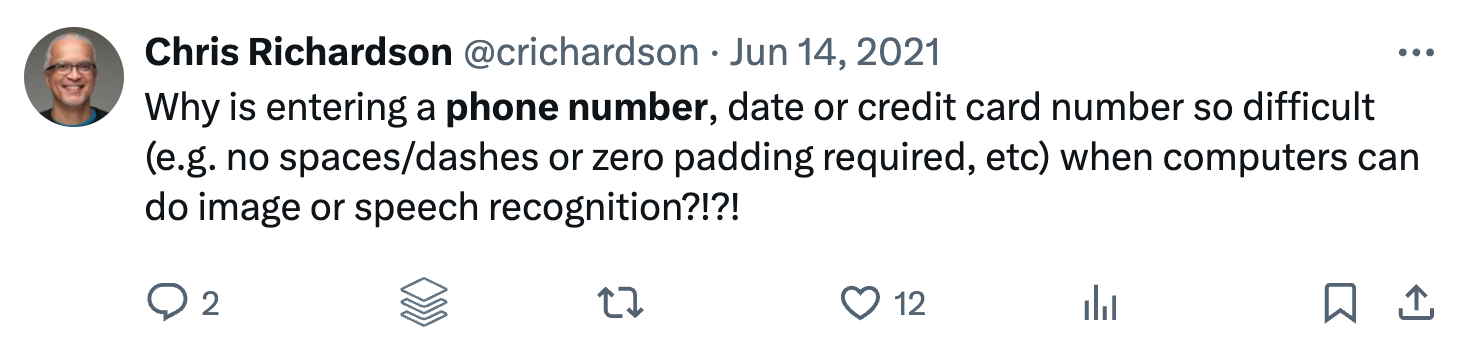 Chris Richardson @crichardson · Jun 14, 2021
Why is entering a phone number, date or credit card number so difficult
(e.g. no spaces/dashes or zero padding required, etc) when computers can
do image or speech recognition?!?!
2 12